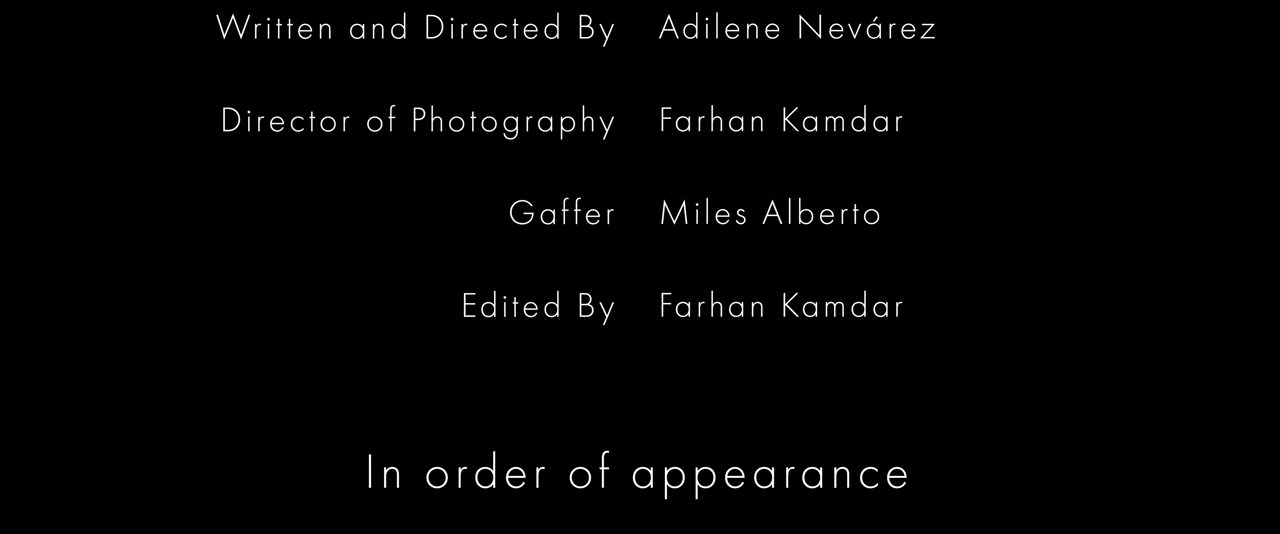 Written and Directed By Adilene Nevárez
Director of Photography Farhan Kamdar
Gaffer Miles Alberto
Edited By Farhan Kamdar
In order of appearance